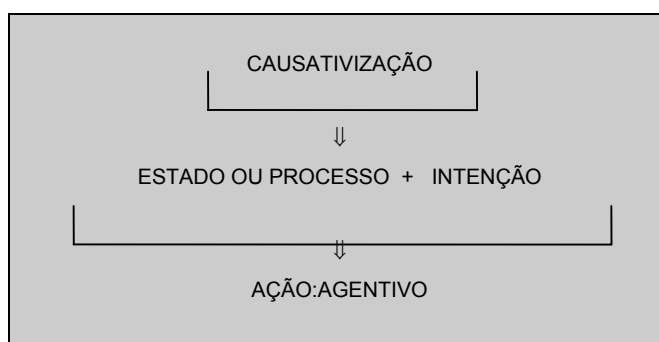 CAUSATIVIZAÇÃO
⇓
ESTADO OU PROCESSO + INTENÇÃO
⇓
AÇÃO:AGENTIVO